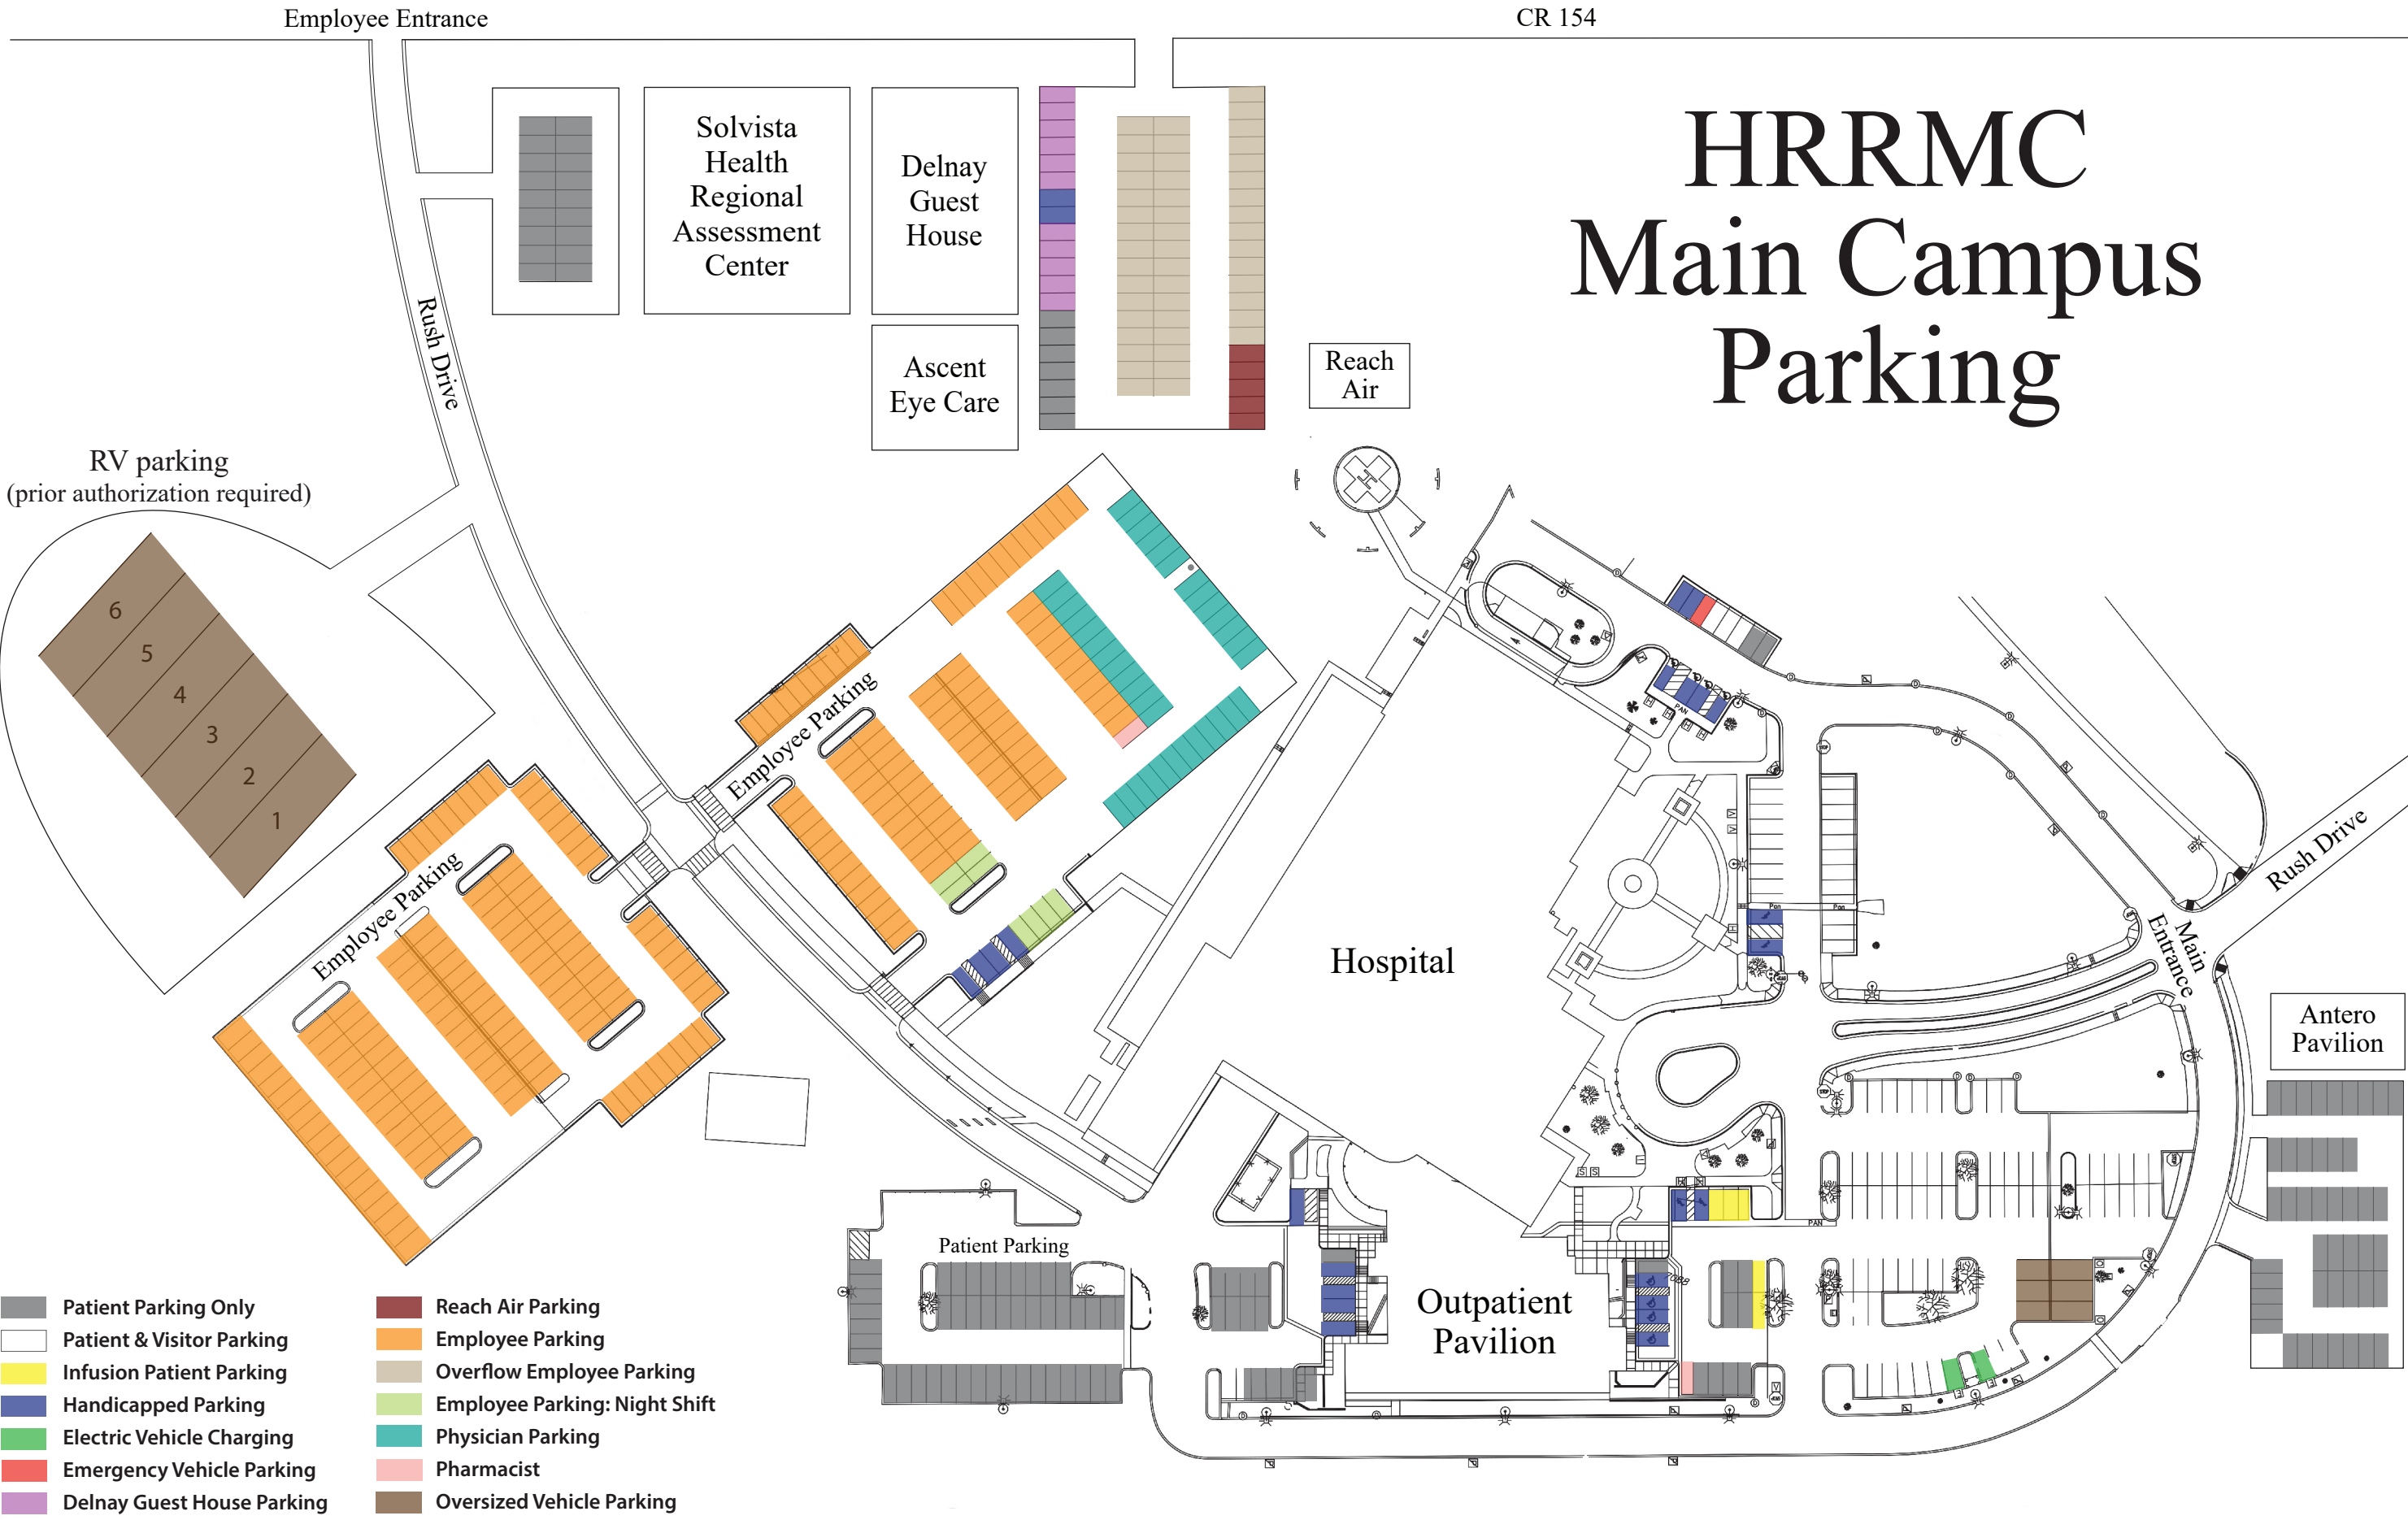 Employee Entrance
CR 154
HRRMC
Main Campus
Parking
Solvista
Health
Regional
Assessment
Center
Delnay
Guest
House
Ascent
Eye Care
Reach
Air
Rush Drive
RV parking
(prior authorization required)
6
5
4
3
2
1
Employee Parking
Employee Parking
Hospital
Rush Drive
Main
Entrance
Antero
Pavilion
PAN
Pan
Pan
PAN
Patient Parking
Outpatient
Pavilion
Patient Parking Only
Patient & Visitor Parking
Infusion Patient Parking
Handicapped Parking
Electric Vehicle Charging
Emergency Vehicle Parking
Delnay Guest House Parking
Reach Air Parking
Employee Parking
Overflow Employee Parking
Employee Parking: Night Shift
Physician Parking
Pharmacist
Oversized Vehicle Parking